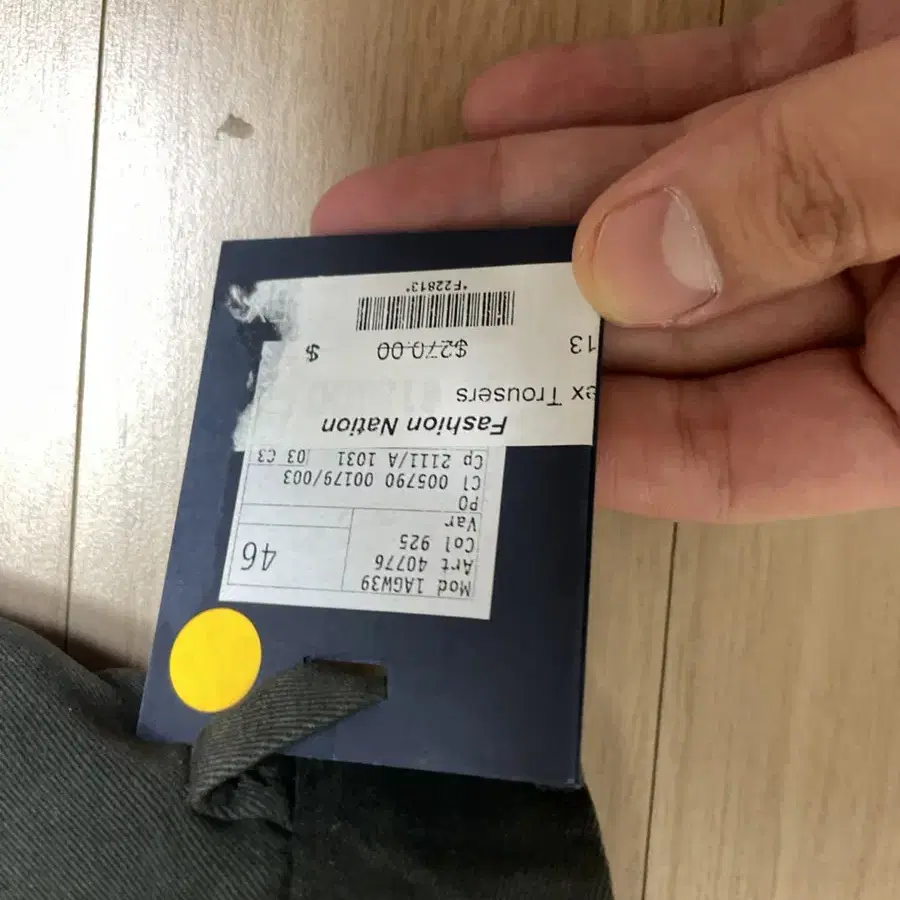 Mod 1AGW39
Art 40776
Col 925
Var
46
PO
Cl 005790 00179/003
Cp 2111/A 1031 03 C3
Fashion Nation
ex Trousers
13 $270.00 $
*F22813*